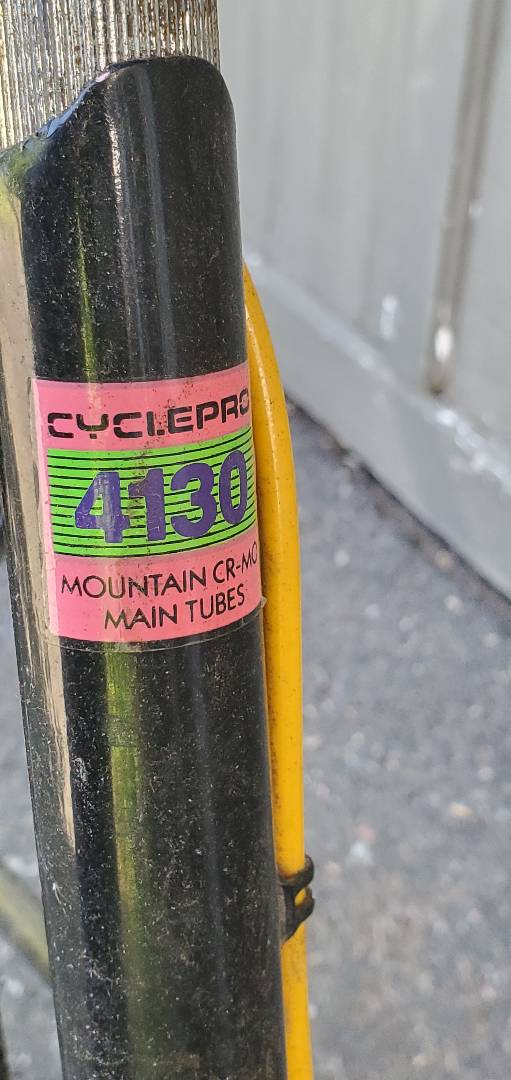 CYCLEPRO
4130
MOUNTAIN CR-MO
MAIN TUBES